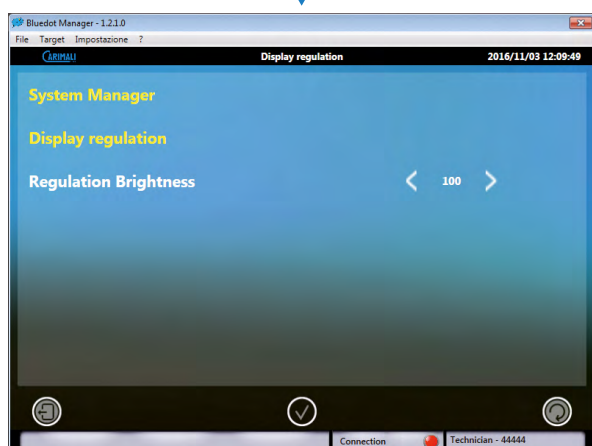 Bluedot Manager - 1.2.1.0
File Target Impostazione ?
CARIMALI Display regulation 2016/11/03 12:09:49
System Manager
Display regulation
Regulation Brightness 100
Connection Technician - 44444